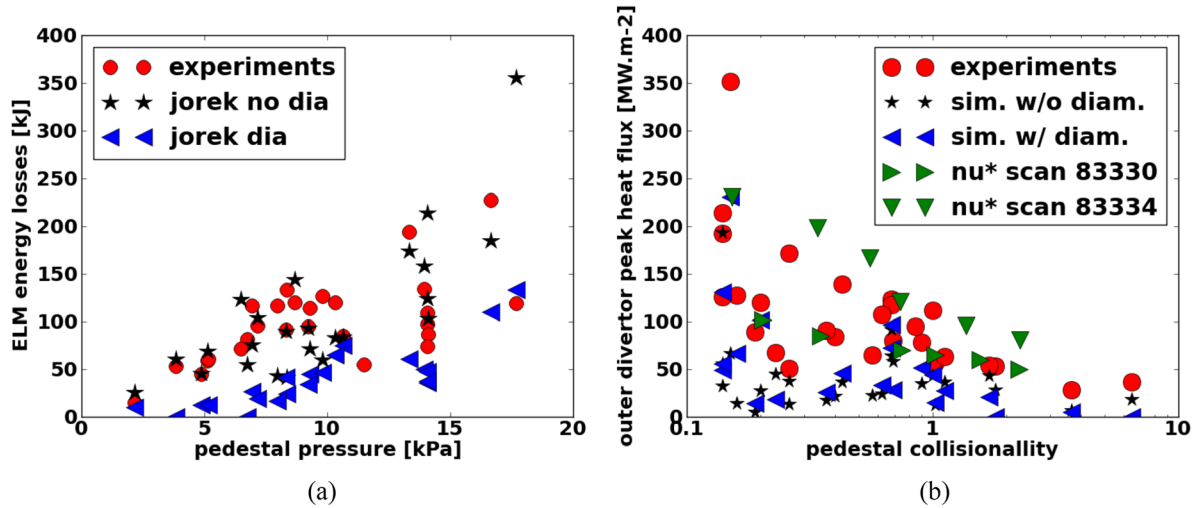 400
350
300
250
200
150
100
50
0
ELM energy losses [kJ]
experiments
jorek no dia
jorek dia
0 5 10 15 20
pedestal pressure [kPa]
(a)
400
350
300
250
200
150
100
50
0
outer divertor peak heat flux [MW.m-2]
experiments
sim. w/o diam.
sim. w/ diam.
nu* scan 83330
nu* scan 83334
0.1 1 10
pedestal collisionallity
(b)